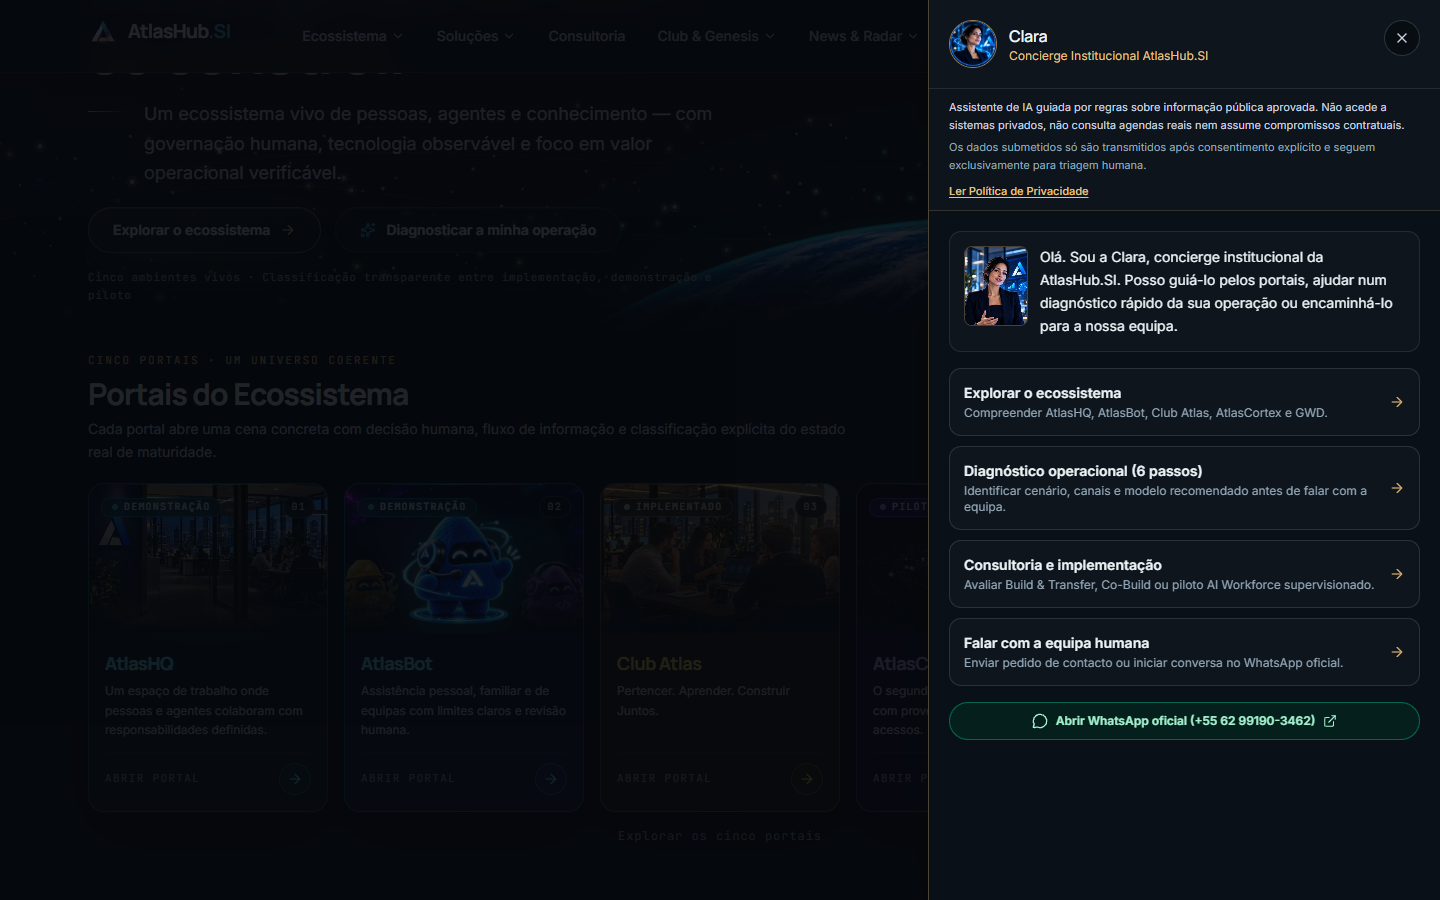 AtlasHub.SI
Ecossistema
Soluções
Consultoria
Club & Genesis
News & Radar
Um ecossistema vivo de pessoas, agentes e conhecimento — com
governação humana, tecnologia observável e foco em valor
operacional verificável.
Explorar o ecossistema
Diagnosticar a minha operação
Cinco ambientes vivos · Classificação transparente entre implementação, demonstração e
piloto
CINCO PORTAIS · UM UNIVERSO COERENTE
Portais do Ecossistema
Cada portal abre uma cena concreta com decisão humana, fluxo de informação e classificação explícita do estado
real de maturidade.
DEMONSTRAÇÃO
01
AtlasHQ
Um espaço de trabalho onde
pessoas e agentes colaboram com
responsabilidades definidas.
ABRIR PORTAL
DEMONSTRAÇÃO
02
AtlasBot
Assistência pessoal, familiar e de
equipas com limites claros e revisão
humana.
ABRIR PORTAL
IMPLEMENTADO
03
Club Atlas
Pertencer. Aprender. Construir
Juntos.
ABRIR PORTAL
PILOT
AtlasC
O segund
com prov
acessos.
ABRIR P
Explorar os cinco portais
Clara
Concierge Institucional AtlasHub.SI
Assistente de IA guiada por regras sobre informação pública aprovada. Não acede a
sistemas privados, não consulta agendas reais nem assume compromissos contratuais.
Os dados submetidos só são transmitidos após consentimento explícito e seguem
exclusivamente para triagem humana.
Ler Política de Privacidade
Olá. Sou a Clara, concierge institucional da
AtlasHub.SI. Posso guiá-lo pelos portais, ajudar num
diagnóstico rápido da sua operação ou encaminhá-lo
para a nossa equipa.
Explorar o ecossistema
Compreender AtlasHQ, AtlasBot, Club Atlas, AtlasCortex e GWD.
Diagnóstico operacional (6 passos)
Identificar cenário, canais e modelo recomendado antes de falar com a
equipa.
Consultoria e implementação
Avaliar Build & Transfer, Co-Build ou piloto AI Workforce supervisionado.
Falar com a equipa humana
Enviar pedido de contacto ou iniciar conversa no WhatsApp oficial.
Abrir WhatsApp oficial (+55 62 99190-3462)